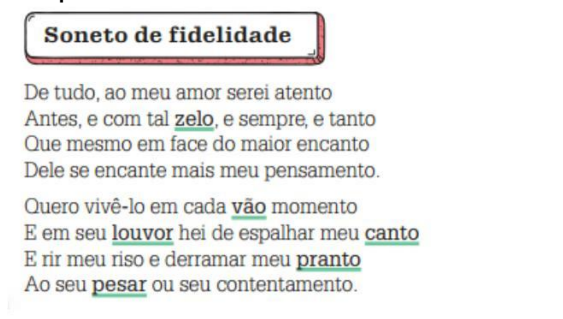 Soneto de fidelidade
De tudo, ao meu amor serei atento
Antes, e com tal zelo, e sempre, e tanto
Que mesmo em face do maior encanto
Dele se encante mais meu pensamento.
Quero vivê-lo em cada vão momento
E em seu louvor hei de espalhar meu canto
E rir meu riso e derramar meu pranto
Ao seu pesar ou seu contentamento.